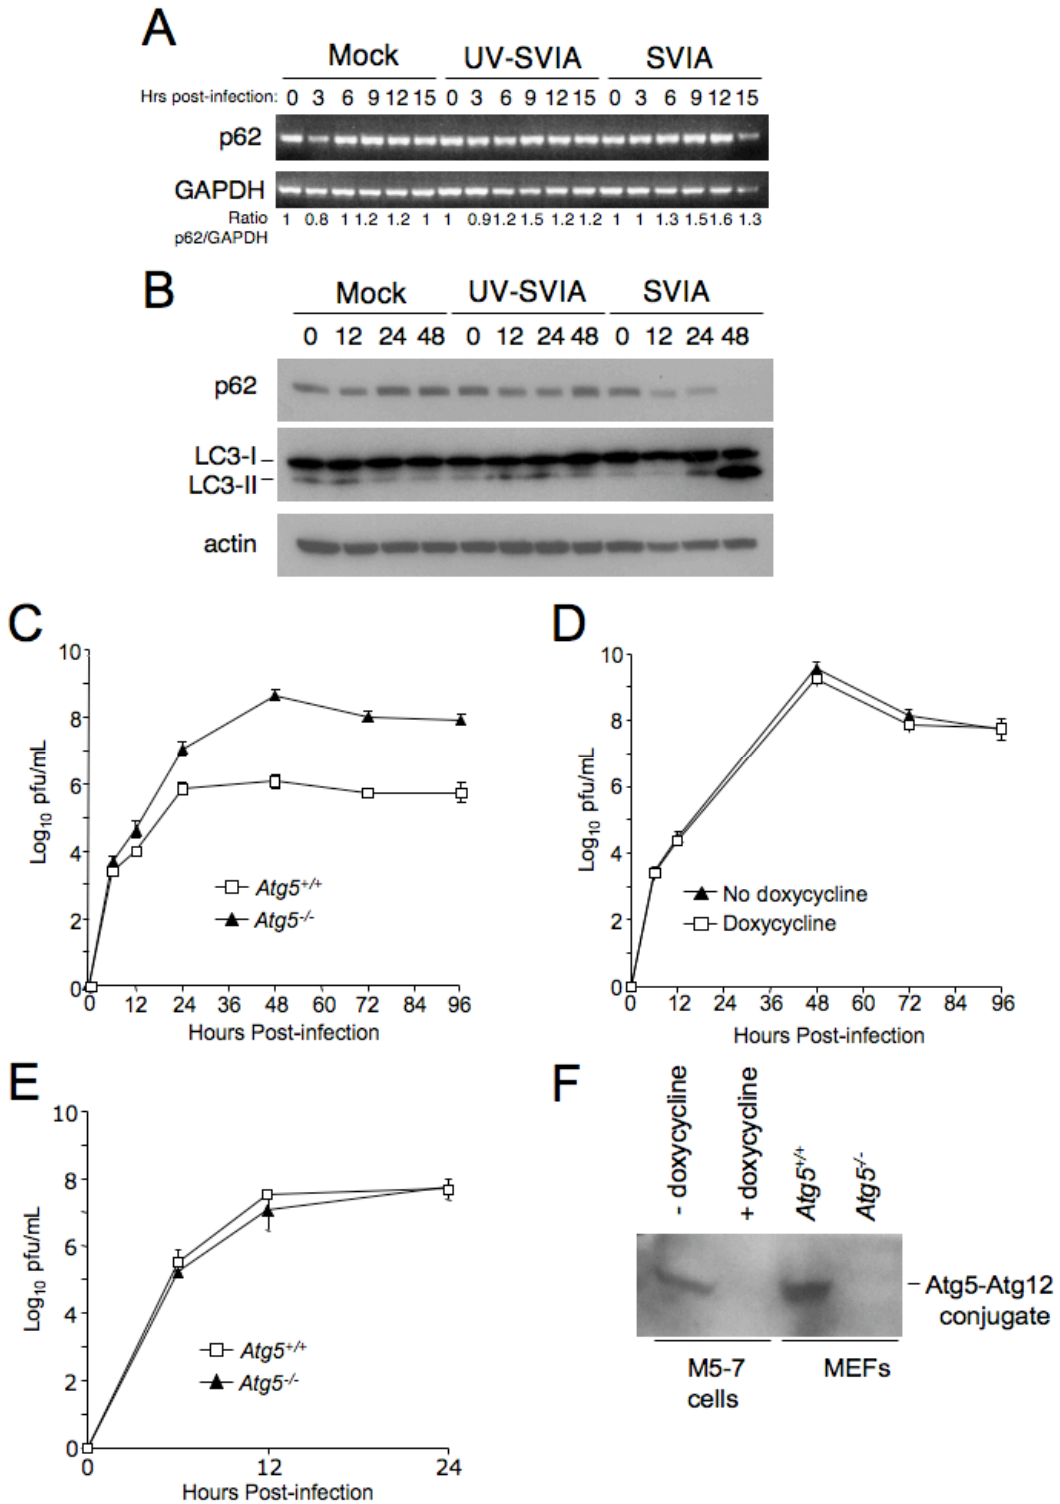 A
Mock UV-SVIA SVIA
Hrs post-infection: 0 3 6 9 12 15 0 3 6 9 12 15 0 3 6 9 12 15
p62
GAPDH
Ratio 1 0.8 1 1.2 1.2 1 1 0.9 1.2 1.5 1.2 1.2 1 1 1.3 1.5 1.6 1.3
p62/GAPDH
B
Mock UV-SVIA SVIA
0 12 24 48 0 12 24 48 0 12 24 48
p62
LC3-I
LC3-II
actin
C
10
8
6
4
2
0
Log10 pfu/mL
Atg5+/+
Atg5-/-
0 12 24 36 48 60 72 84 96
Hours Post-infection
D
10
8
6
4
2
0
Log10 pfu/mL
No doxycycline
Doxycycline
0 12 24 36 48 60 72 84 96
Hours Post-infection
E
10
8
6
4
2
0
Log10 pfu/mL
Atg5+/+
Atg5-/-
0 12 24
Hours Post-infection
F
- doxycycline
+ doxycycline
Atg5+/+
Atg5-/-
Atg5-Atg12
conjugate
M5-7
cells
MEFs